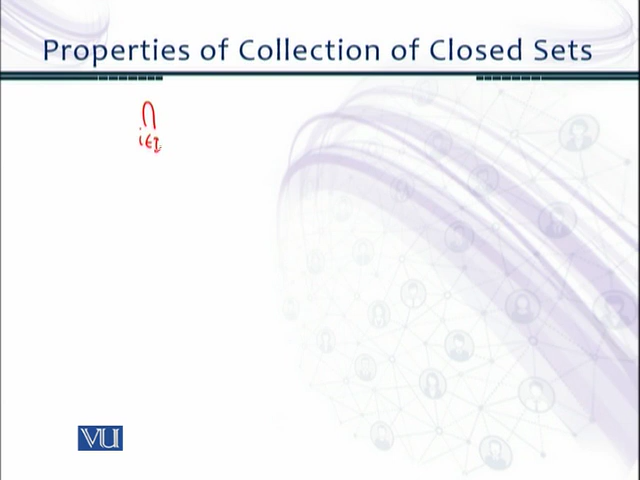 Properties of Collection of Closed Sets
∩
i∈I
VU